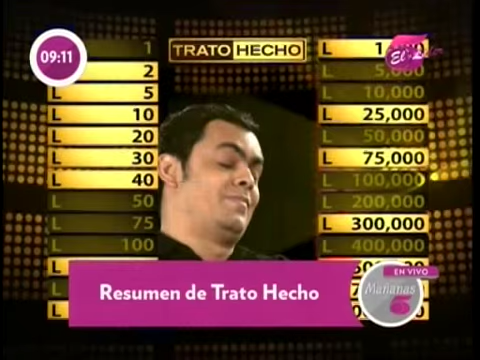 09:11
TRATO HECHO
1
L 2
L 5
L 10
L 20
L 30
L 40
50
75
100
L
L
L 1,000
5,000
10,000
L 25,000
50,000
L 75,000
100,000
200,000
L 300,000
400,000
EN VIVO
Mañanas
5
Resumen de Trato Hecho